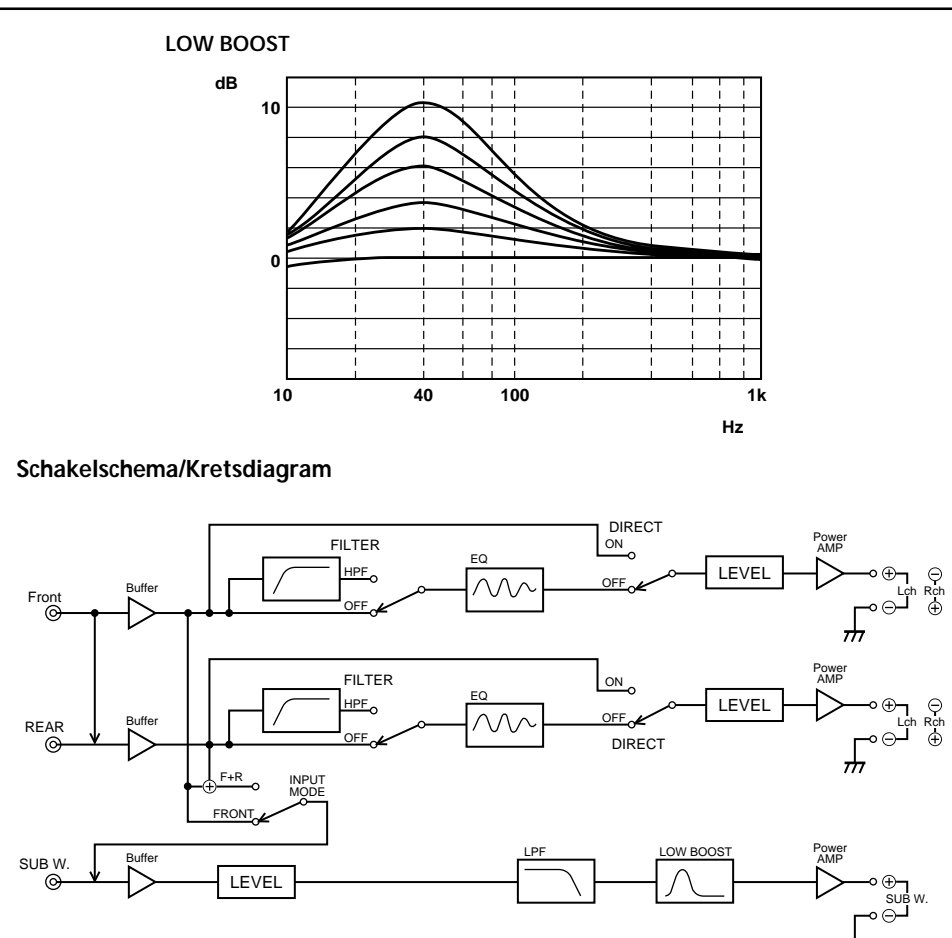 LOW BOOST
dB
10
0
10 40 100 1k
Hz
Schakelschema/Kretsdiagram
DIRECT
ON
FILTER
HPF
OFF
EQ
OFF
LEVEL
Power
AMP
Front
Buffer
Lch Rch
FILTER
HPF
OFF
EQ
ON
OFF
DIRECT
LEVEL
Power
AMP
REAR
Buffer
Lch Rch
F+R
INPUT
MODE
FRONT
SUB W.
Buffer
LEVEL
LPF
LOW BOOST
Power
AMP
SUB W.